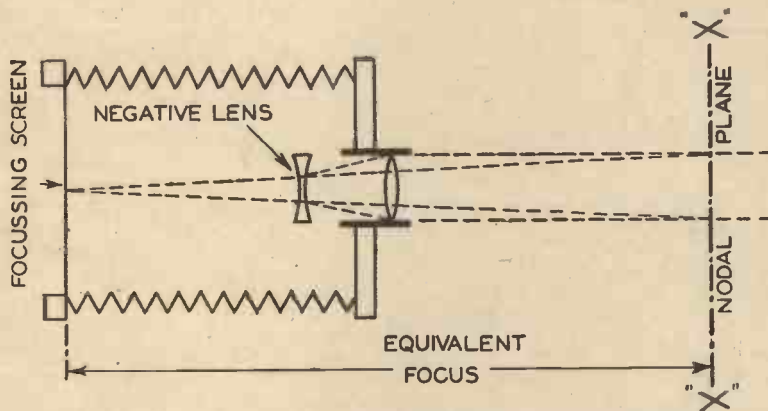 FOCUSSING SCREEN
NEGATIVE LENS
"X"
NODAL PLANE
"X"
EQUIVALENT
FOCUS